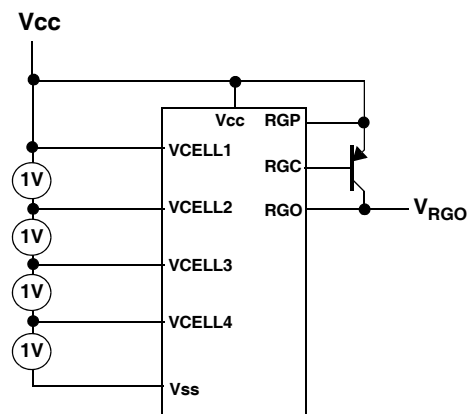 Vcc
Vcc RGP
VCELL1
RGC
1V
VCELL2
RGO
VRGO
1V
VCELL3
1V
VCELL4
1V
Vss